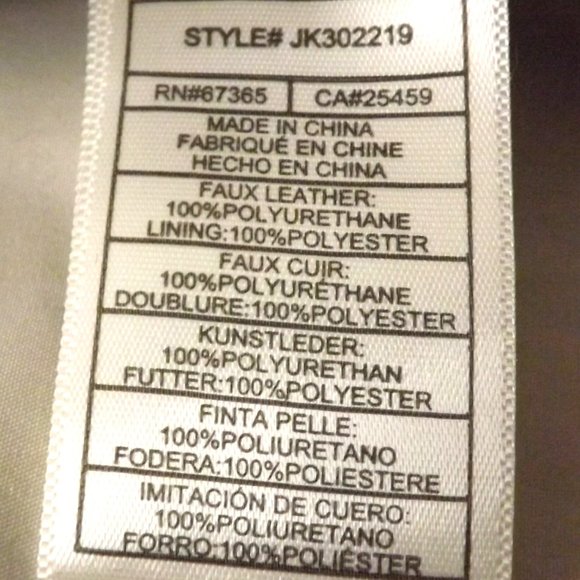 STYLE# JK302219
RN#67365 CA#25459
MADE IN CHINA
FABRIQUÉ EN CHINE
HECHO EN CHINA
FAUX LEATHER:
100%POLYURETHANE
LINING:100%POLYESTER
FAUX CUIR:
100%POLYURÉTHANE
DOUBLURE:100%POLYESTER
KUNSTLEDER:
100%POLYURETHAN
FUTTER:100%POLYESTER
FINTA PELLE:
100%POLIURETANO
FODERA:100%POLIESTERE
IMITACIÓN DE CUERO:
100%POLIURETANO
FORRO:100%POLIÉSTER